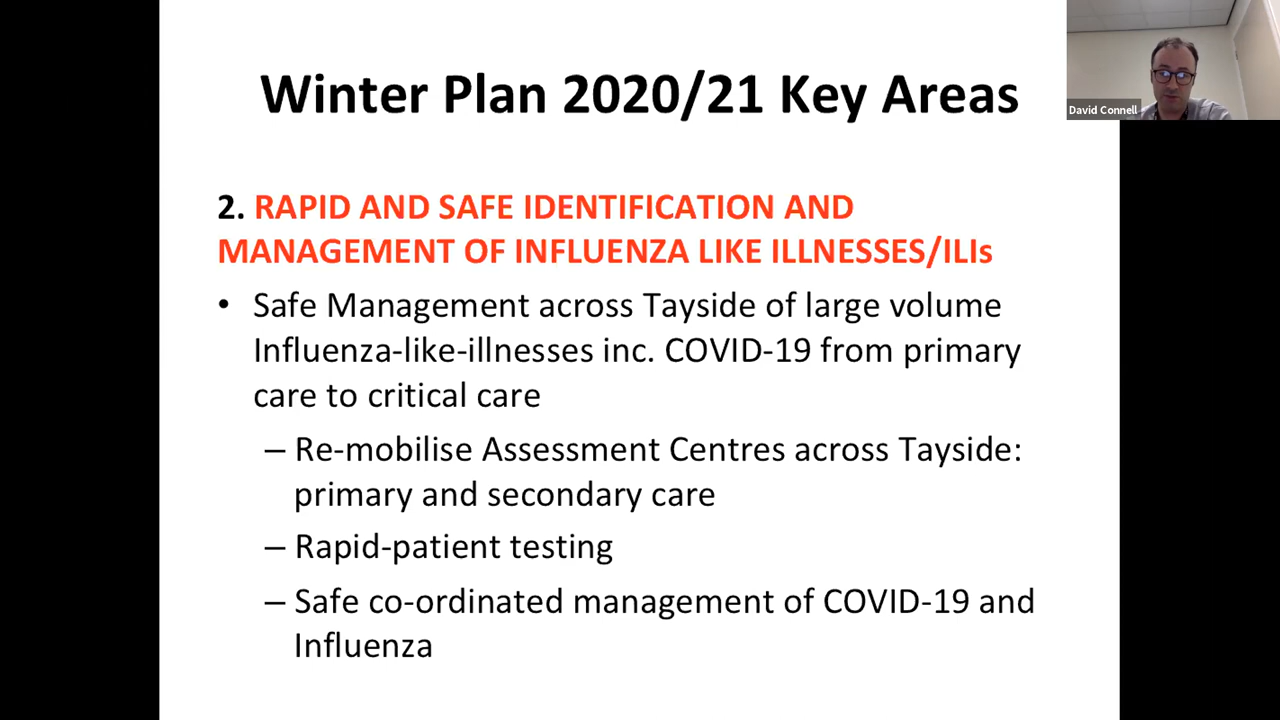 Winter Plan 2020/21 Key Areas
David Connell
2. RAPID AND SAFE IDENTIFICATION AND
MANAGEMENT OF INFLUENZA LIKE ILLNESSES/ILIs
• Safe Management across Tayside of large volume
Influenza-like-illnesses inc. COVID-19 from primary
care to critical care
– Re-mobilise Assessment Centres across Tayside:
primary and secondary care
– Rapid-patient testing
– Safe co-ordinated management of COVID-19 and
Influenza